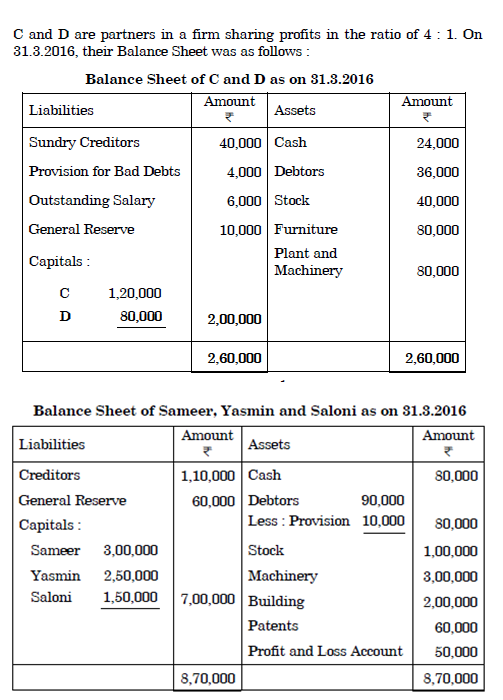 C and D are partners in a firm sharing profits in the ratio of 4 : 1. On
31.3.2016, their Balance Sheet was as follows :
Balance Sheet of C and D as on 31.3.2016
Liabilities Amount ₹ Assets Amount ₹
Sundry Creditors 40,000 Cash 24,000
Provision for Bad Debts 4,000 Debtors 36,000
Outstanding Salary 6,000 Stock 40,000
General Reserve 10,000 Furniture 80,000
Capitals : Plant and Machinery 80,000
C 1,20,000
D 80,000 2,00,000
2,60,000 2,60,000
Balance Sheet of Sameer, Yasmin and Saloni as on 31.3.2016
Liabilities Amount ₹ Assets Amount ₹
Creditors 1,10,000 Cash 80,000
General Reserve 60,000 Debtors 90,000
Capitals : Less : Provision 10,000 80,000
Sameer 3,00,000 Stock 1,00,000
Yasmin 2,50,000 Machinery 3,00,000
Saloni 1,50,000 7,00,000 Building 2,00,000
Patents 60,000
Profit and Loss Account 50,000
8,70,000 8,70,000